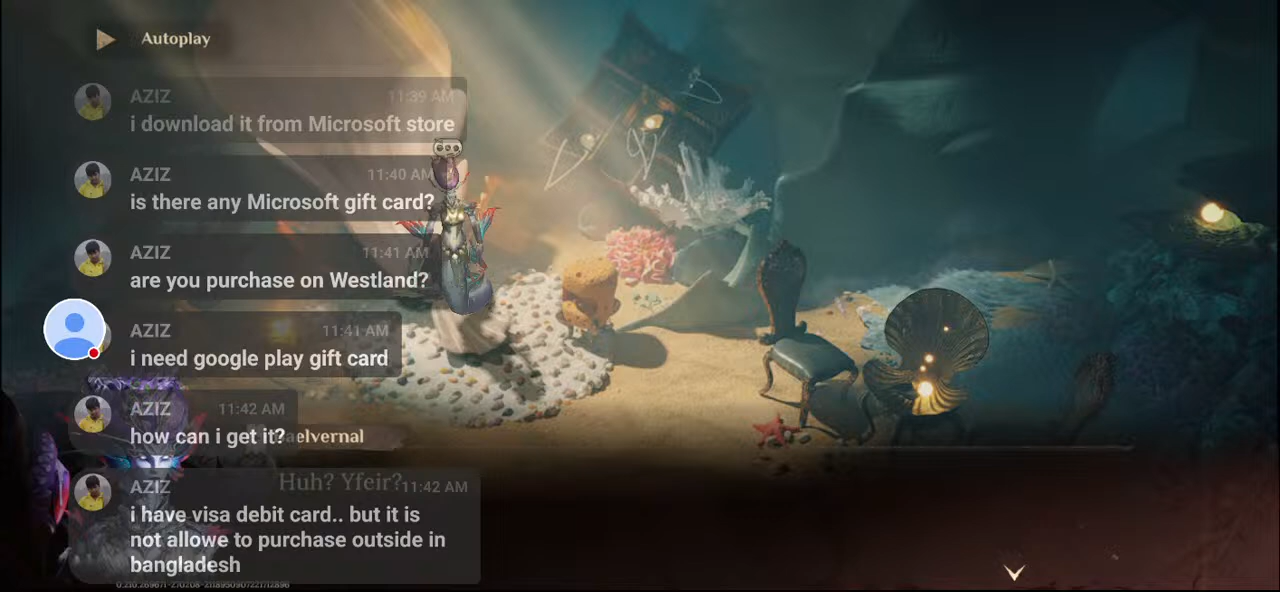 Autoplay
AZIZ 11:39 AM
i download it from Microsoft store
AZIZ 11:40 AM
is there any Microsoft gift card?
AZIZ 11:41 AM
are you purchase on Westland?
AZIZ 11:41 AM
i need google play gift card
AZIZ 11:42 AM
how can i get it?
elvernal
Huh? Yfeir?
AZIZ 11:42 AM
i have visa debit card.. but it is
not allowe to purchase outside in
bangladesh